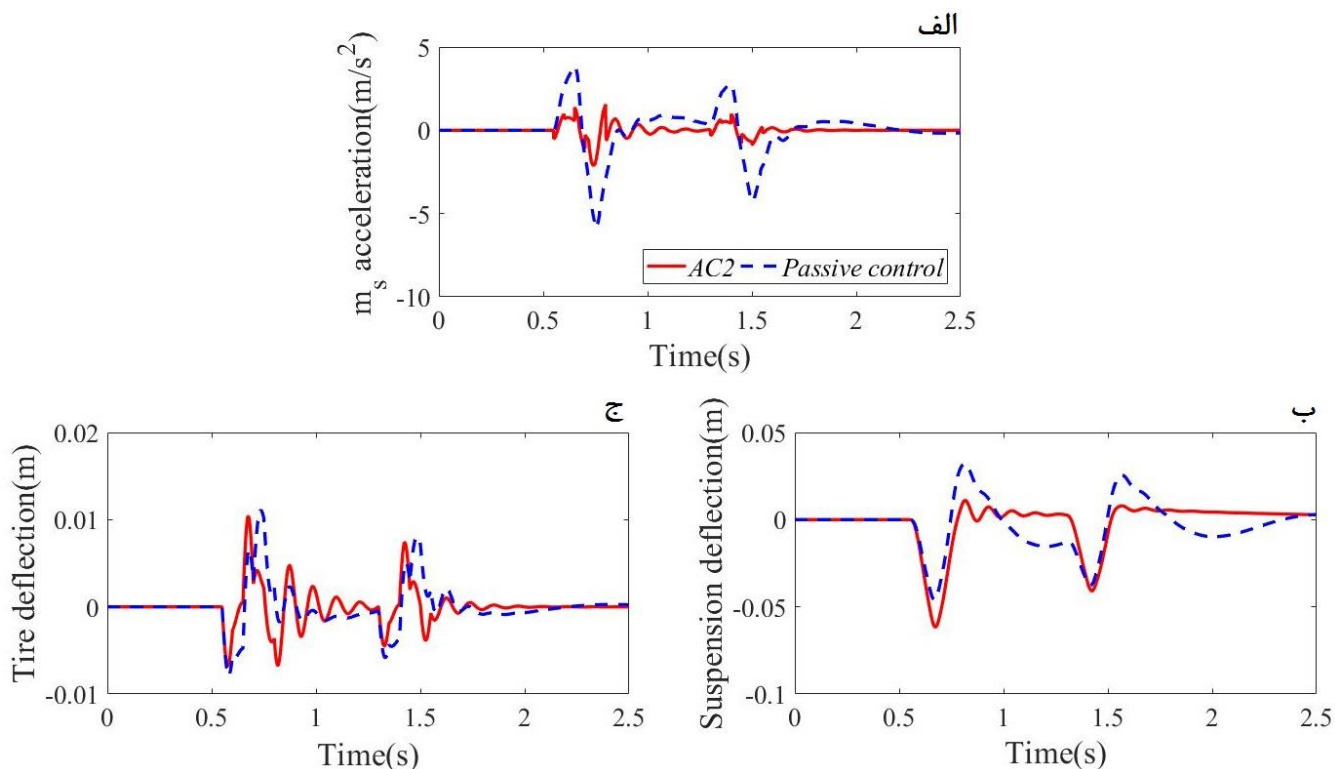 الف
m_s acceleration(m/s²)
5
0
-5
-10
AC2 Passive control
0 0.5 1 1.5 2 2.5
Time(s)
ج
Tire deflection(m)
0.02
0.01
0
-0.01
0 0.5 1 1.5 2 2.5
Time(s)
ب
Suspension deflection(m)
0.05
0
-0.05
-0.1
0 0.5 1 1.5 2 2.5
Time(s)